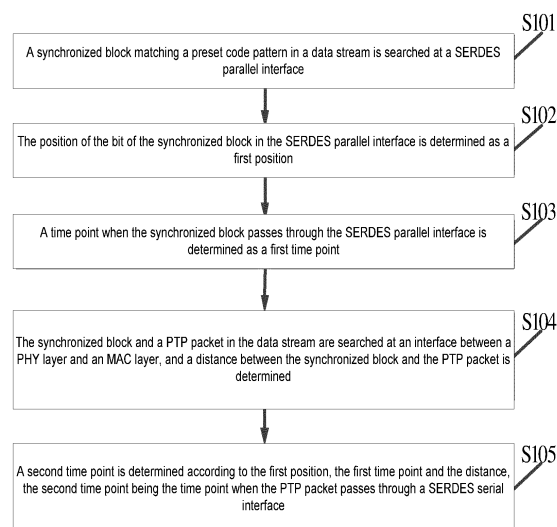 S101
A synchronized block matching a preset code pattern in a data stream is searched at a SERDES
parallel interface
S102
The position of the bit of the synchronized block in the SERDES parallel interface is determined as a
first position
S103
A time point when the synchronized block passes through the SERDES parallel interface is
determined as a first time point
S104
The synchronized block and a PTP packet in the data stream are searched at an interface between a
PHY layer and an MAC layer, and a distance between the synchronized block and the PTP packet is
determined
S105
A second time point is determined according to the first position, the first time point and the distance,
the second time point being the time point when the PTP packet passes through a SERDES serial
interface